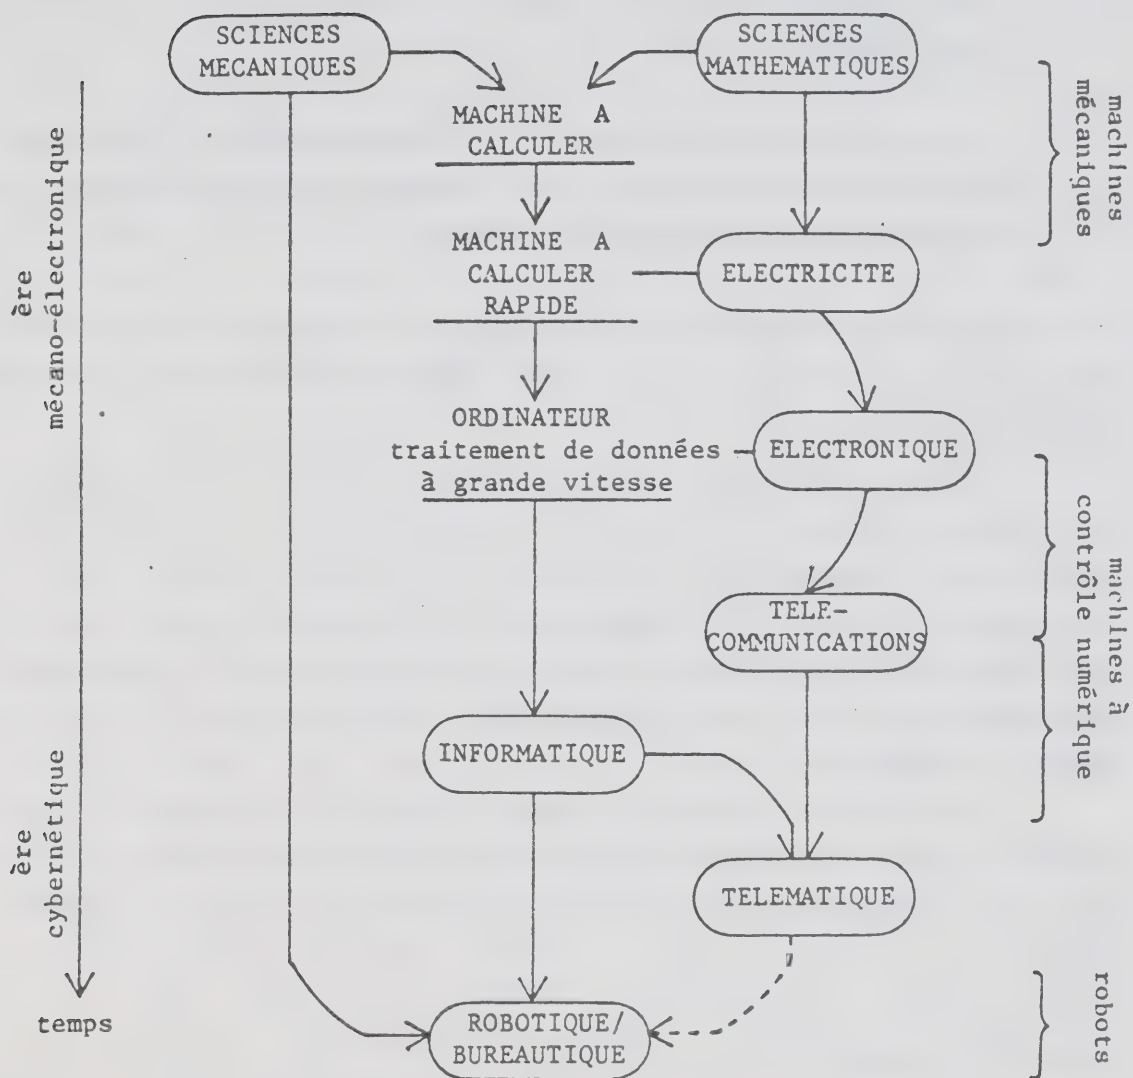 SCIENCES
MECANIQUES
SCIENCES
MATHEMATIQUES
MACHINE A
CALCULER
MACHINE A
CALCULER
RAPIDE
ELECTRICITE
ORDINATEUR
traitement de données
à grande vitesse
ELECTRONIQUE
TELE-
COMMUNICATIONS
INFORMATIQUE
TELEMATIQUE
ROBOTIQUE/
BUREAUTIQUE
ère
mécano-électronique
ère
cybernétique
temps
machines
mécaniques
machines à
contrôle numérique
robots